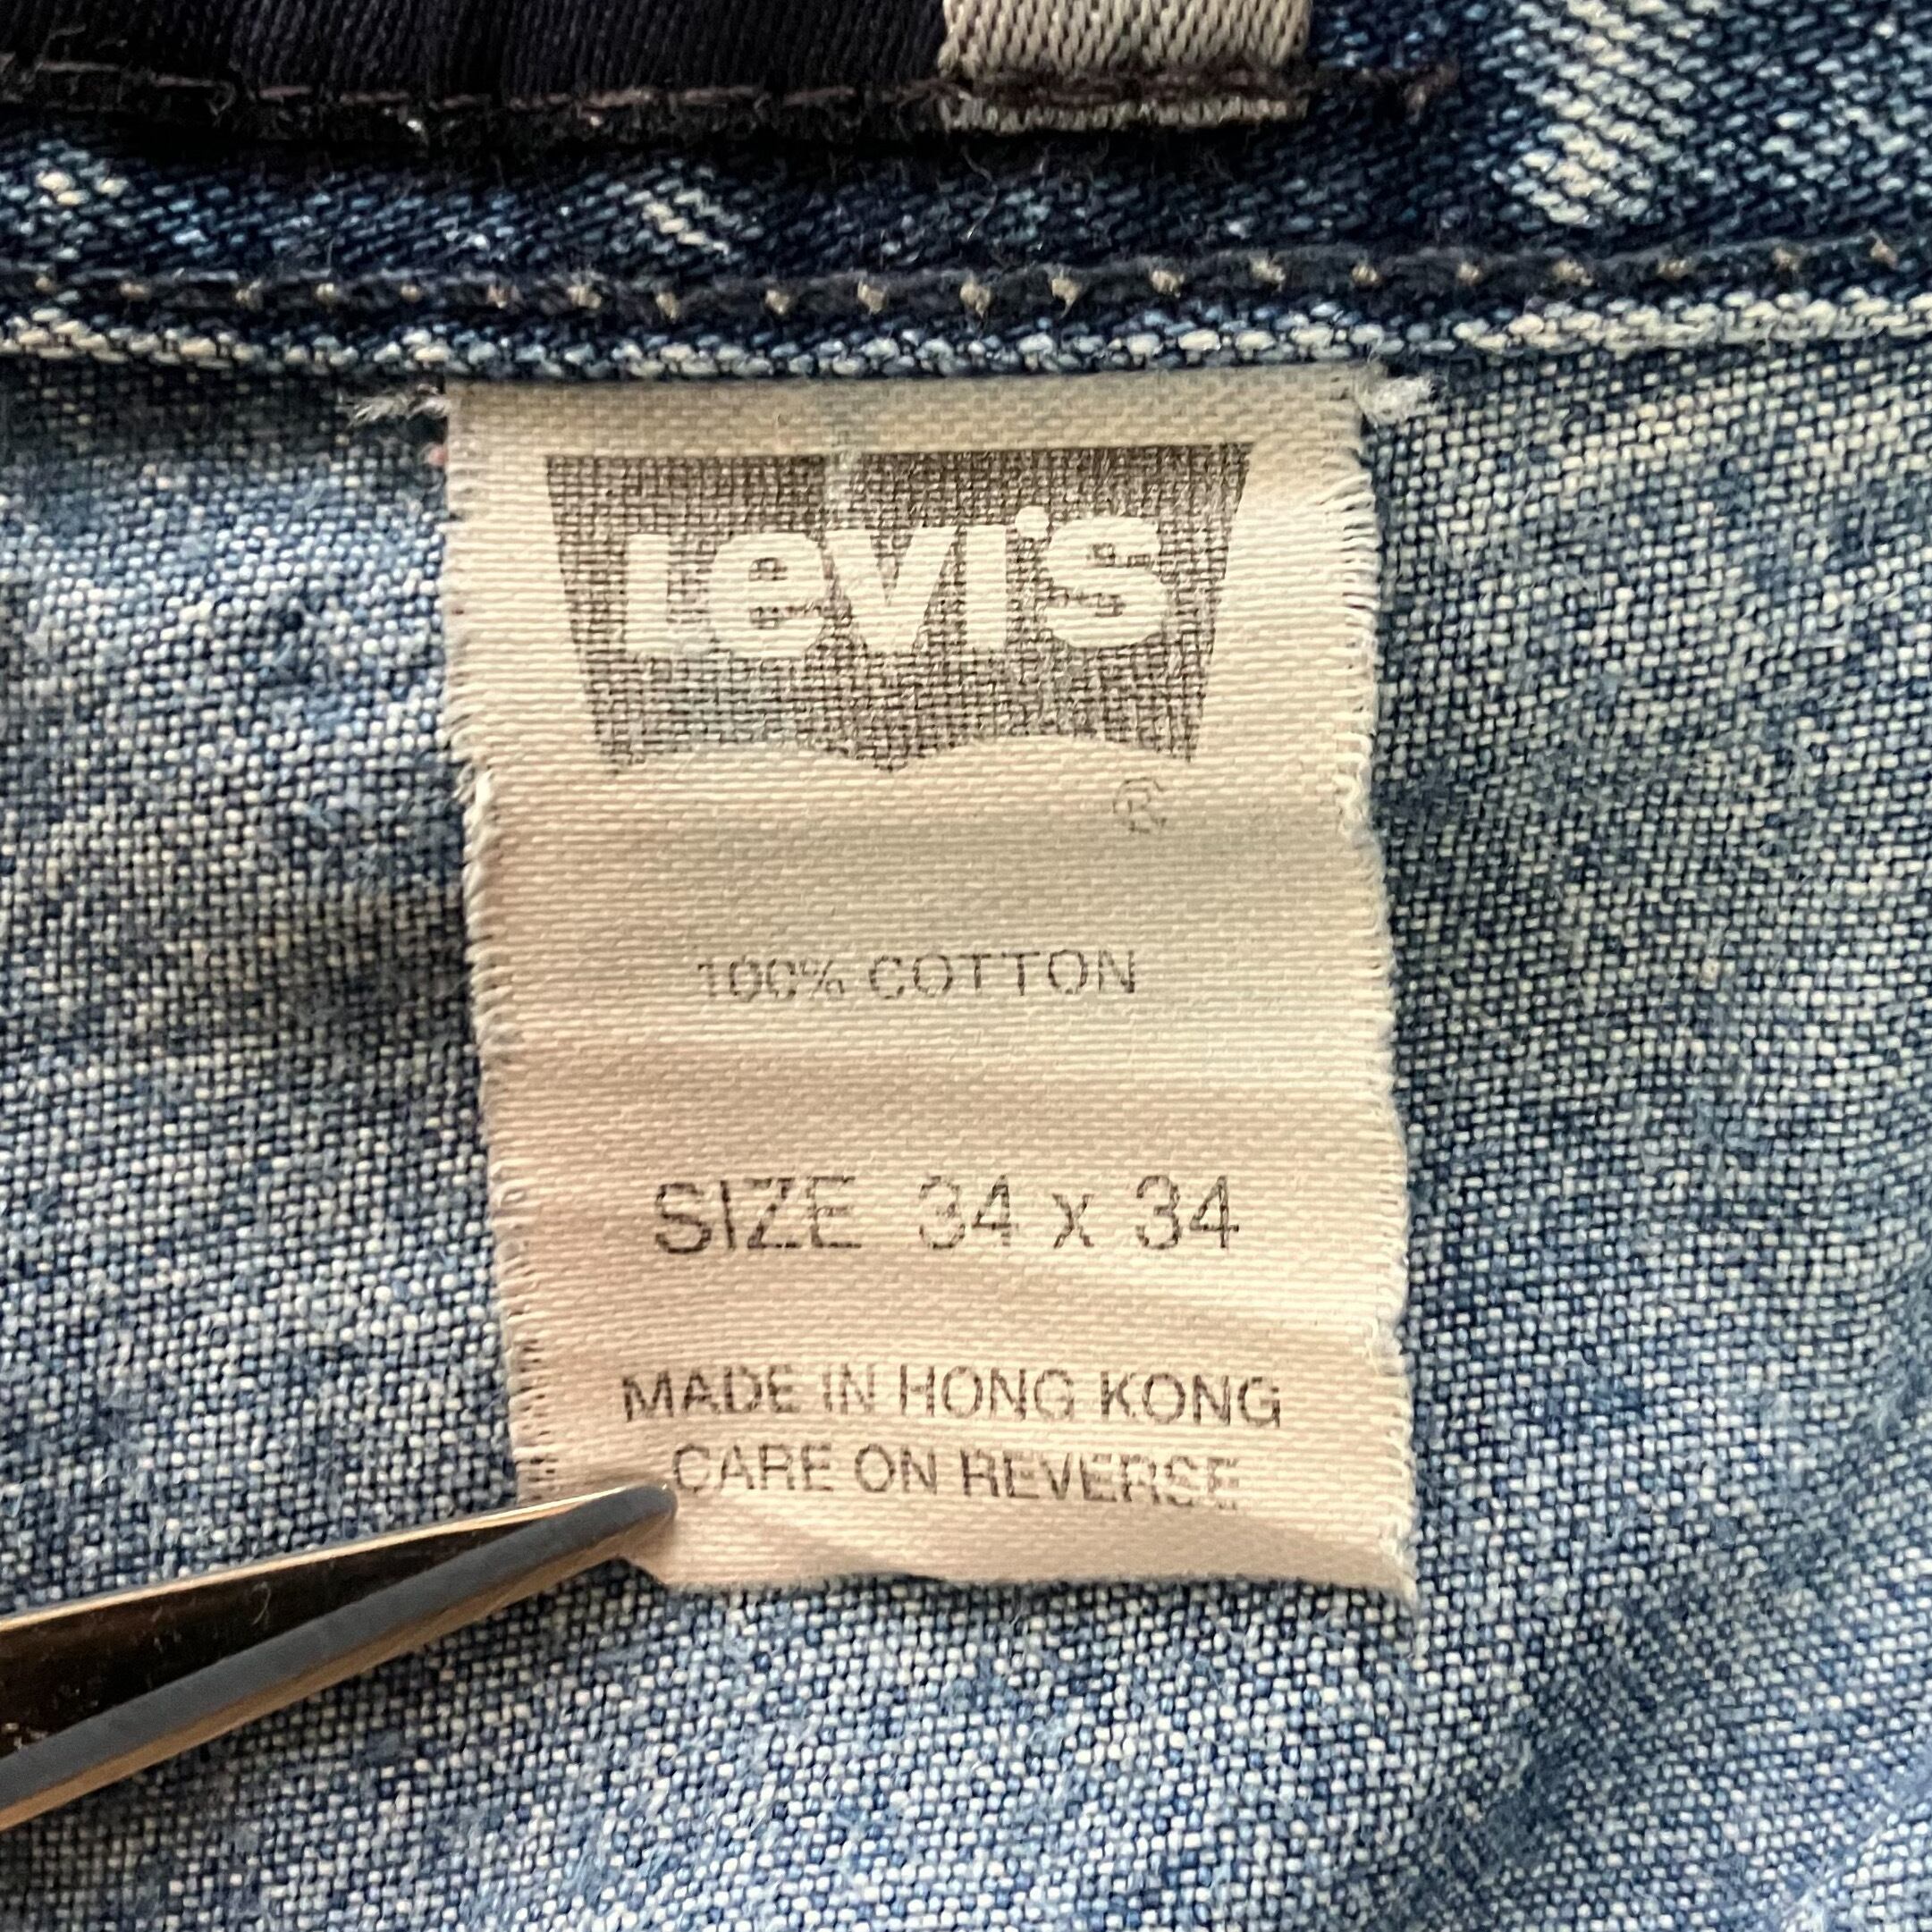 Levi's
®
100% COTTON
SIZE 34 x 34
MADE IN HONG KONG
CARE ON REVERSE